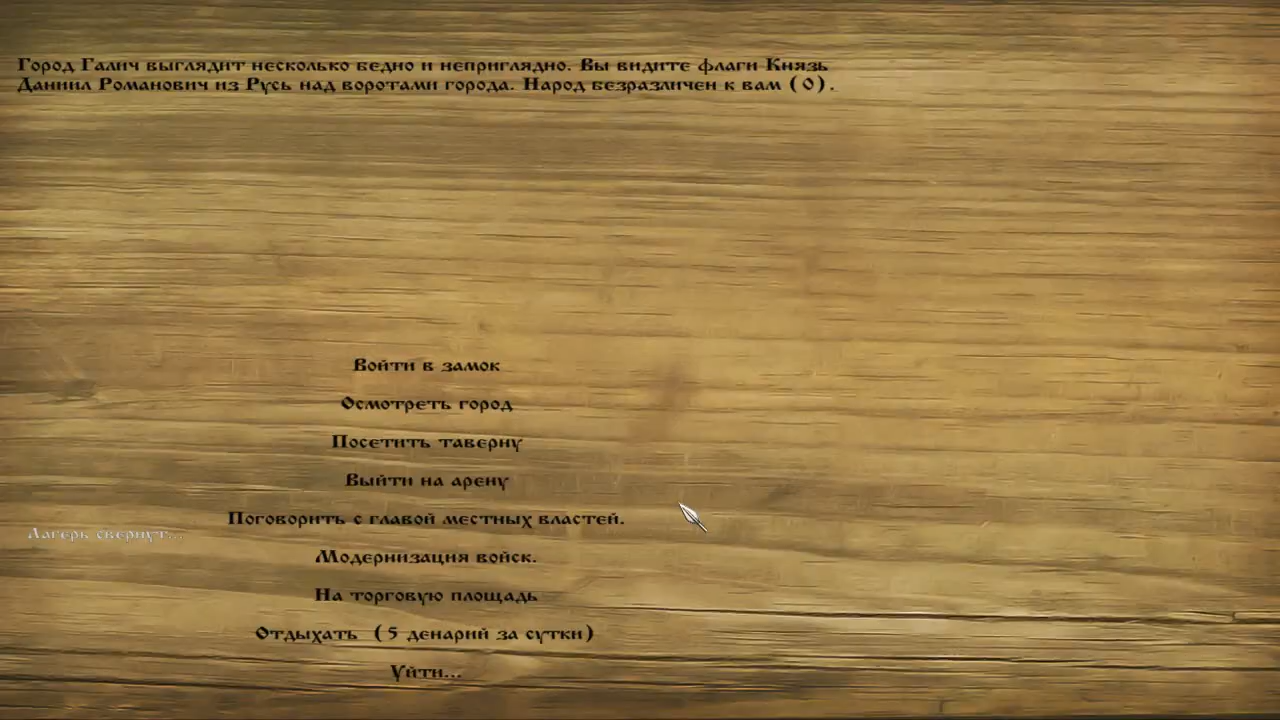 Город Галич выглядит несколько бедно и неприглядно. Вы видите флаги Князь
Даниил Романович из Русь над воротами города. Народ безразличен к вам (0).
Войти в замок
Осмотреть город
Посетить таверну
Выйти на арену
Поговорить с главой местных властей.
Лагерь свернут...
Модернизация войск.
На торговую площадь
Отдыхать (5 денарий за сутки)
Уйти...